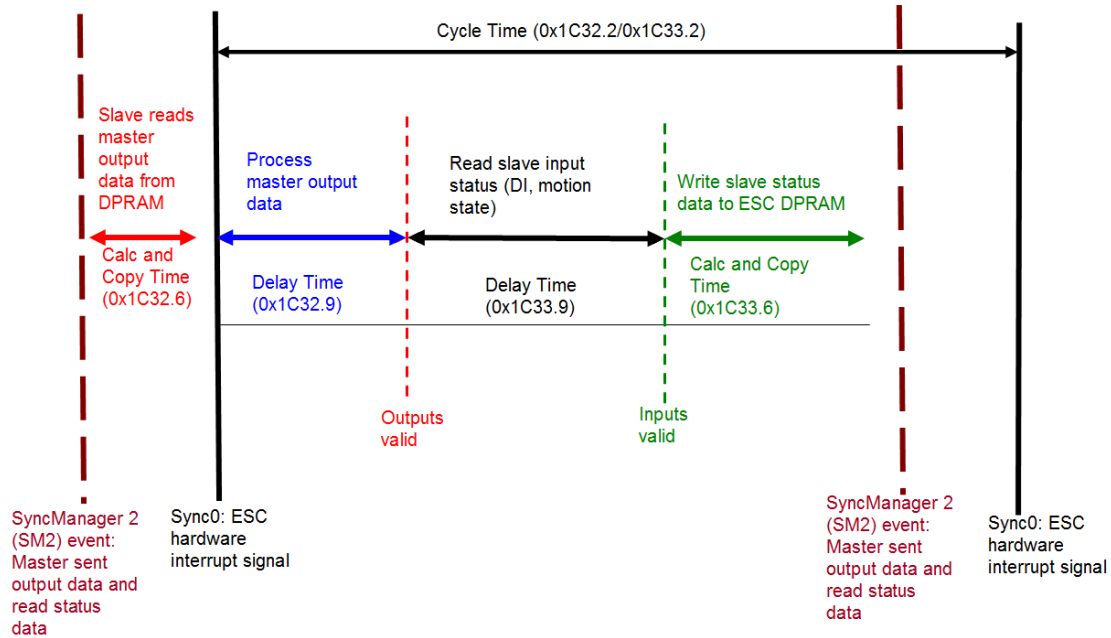 Cycle Time (0x1C32.2/0x1C33.2)
Slave reads
master
output
data from
DPRAM
Calc and
Copy Time
(0x1C32.6)
Process
master output
data
Delay Time
(0x1C32.9)
Read slave input
status (DI, motion
state)
Delay Time
(0x1C33.9)
Write slave status
data to ESC DPRAM
Calc and Copy
Time
(0x1C33.6)
Outputs
valid
Inputs
valid
SyncManager 2
(SM2) event:
Master sent
output data and
read status
data
Sync0: ESC
hardware
interrupt signal
SyncManager 2
(SM2) event:
Master sent
output data and
read status
data
Sync0: ESC
hardware
interrupt signal